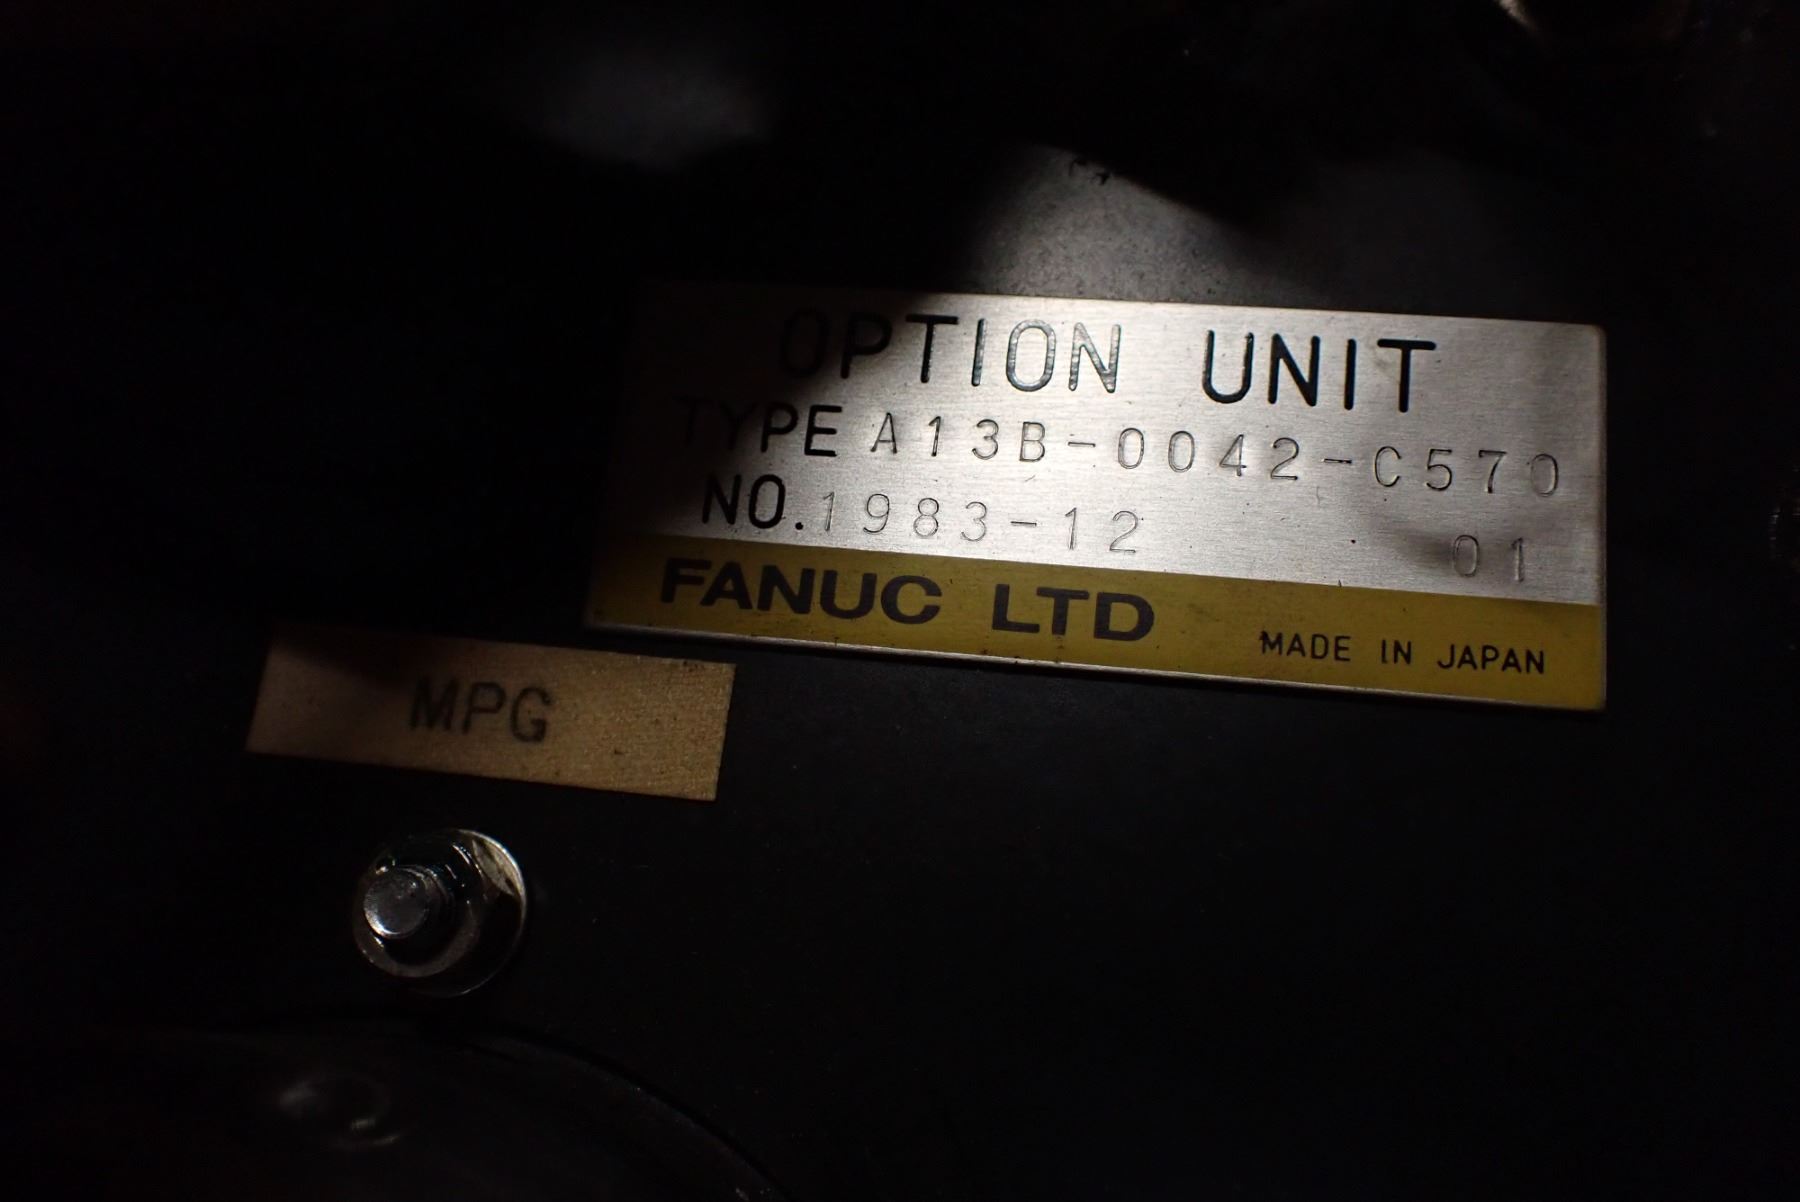 OPTION UNIT
TYPE A13B-0042-C570
NO.1983-12 01
FANUC LTD MADE IN JAPAN
MPG